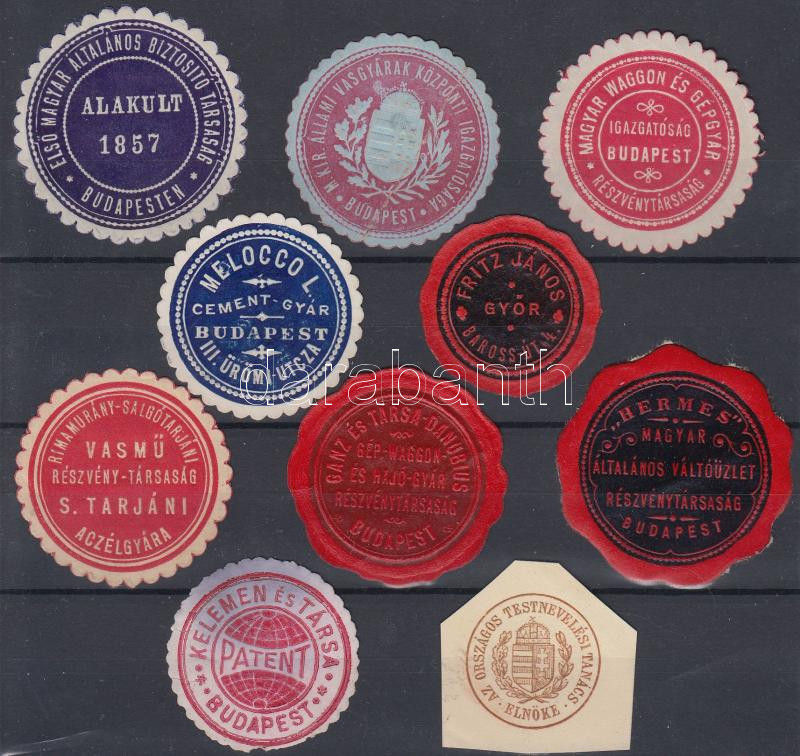 ELSŐ MAGYAR ÁLTALÁNOS BIZTOSITO TÁRSASÁG
ALAKULT
1857
* BUDAPESTEN *
M. KIR. ÁLLAMI VASGYÁRAK KÖZPONTI IGAZGATÓSÁGA
· BUDAPEST ·
MAGYAR WAGGON ÉS GÉPGYÁR
IGAZGATÓSÁG
BUDAPEST
* RÉSZVÉNYTÁRSASÁG *
MELOCCO L.
CEMENT-GYÁR
BUDAPEST
III. ÜRÖMI UTCZA
FRITZ JÁNOS
· GYŐR ·
BAROSS-ÚT 4.
darabanth
RIMAMURÁNY-SALGÓTARJÁNI
VASMŰ
RÉSZVÉNY-TÁRSASÁG
S. TARJÁNI
ACZÉLGYÁRA
GANZ ÉS TÁRSA-DANUBIUS
GÉP-WAGGON-
ÉS HAJÓ-GYÁR
RÉSZVÉNYTÁRSASÁG
BUDAPEST
"HERMES"
MAGYAR
ÁLTALÁNOS VÁLTÓÜZLET
RÉSZVÉNYTÁRSASÁG
BUDAPEST
KELEMEN ÉS TÁRSA
PATENT
* BUDAPEST *
AZ ORSZÁGOS TESTNEVELÉSI TANÁCS
· ELNÖKE ·